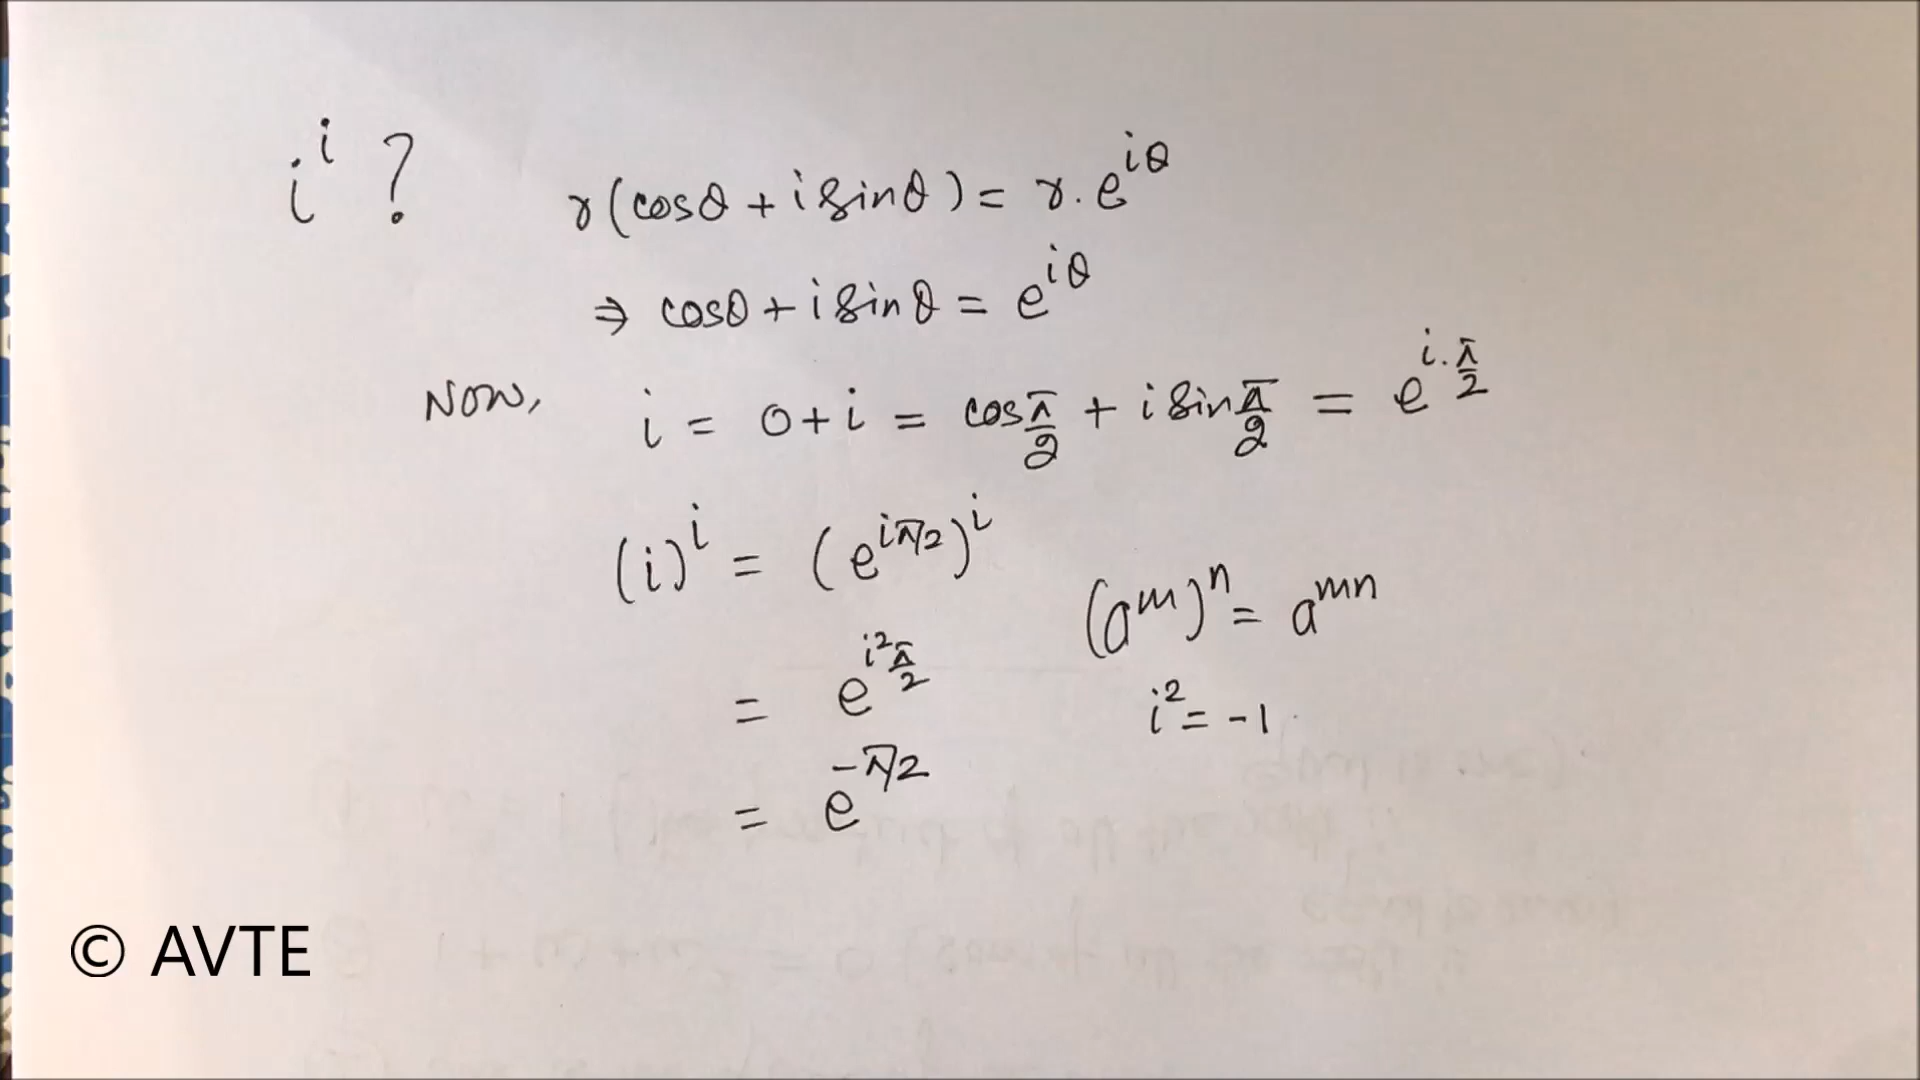 i^i ?
r(cosθ + i sinθ) = r.e^{iθ}
⇒ cosθ + i sinθ = e^{iθ}
Now, i = 0 + i = cos π/2 + i sin π/2 = e^{i.π/2}
(i)^i = (e^{iπ/2})^i
(a^m)^n = a^{mn}
= e^{i²π/2}
i² = -1
= e^{-π/2}
© AVTE